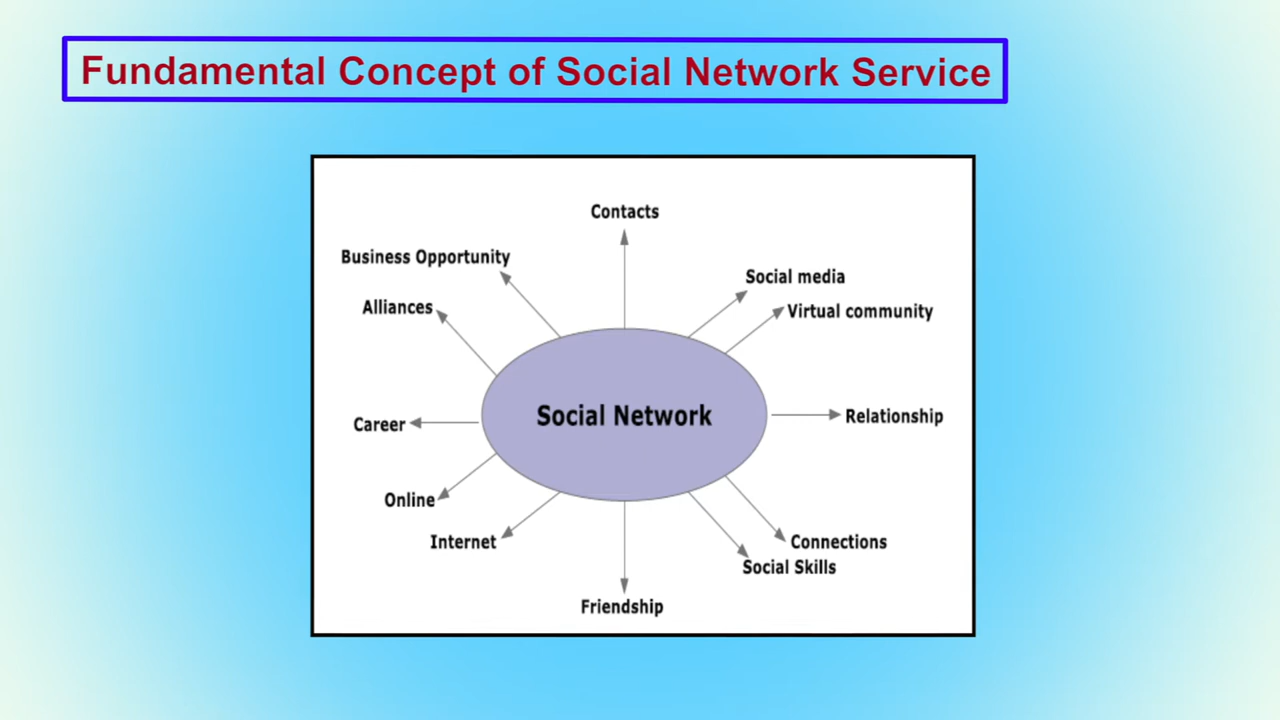 Fundamental Concept of Social Network Service
Contacts
Business Opportunity
Social media
Alliances
Virtual community
Social Network
Career
Relationship
Online
Internet
Connections
Social Skills
Friendship